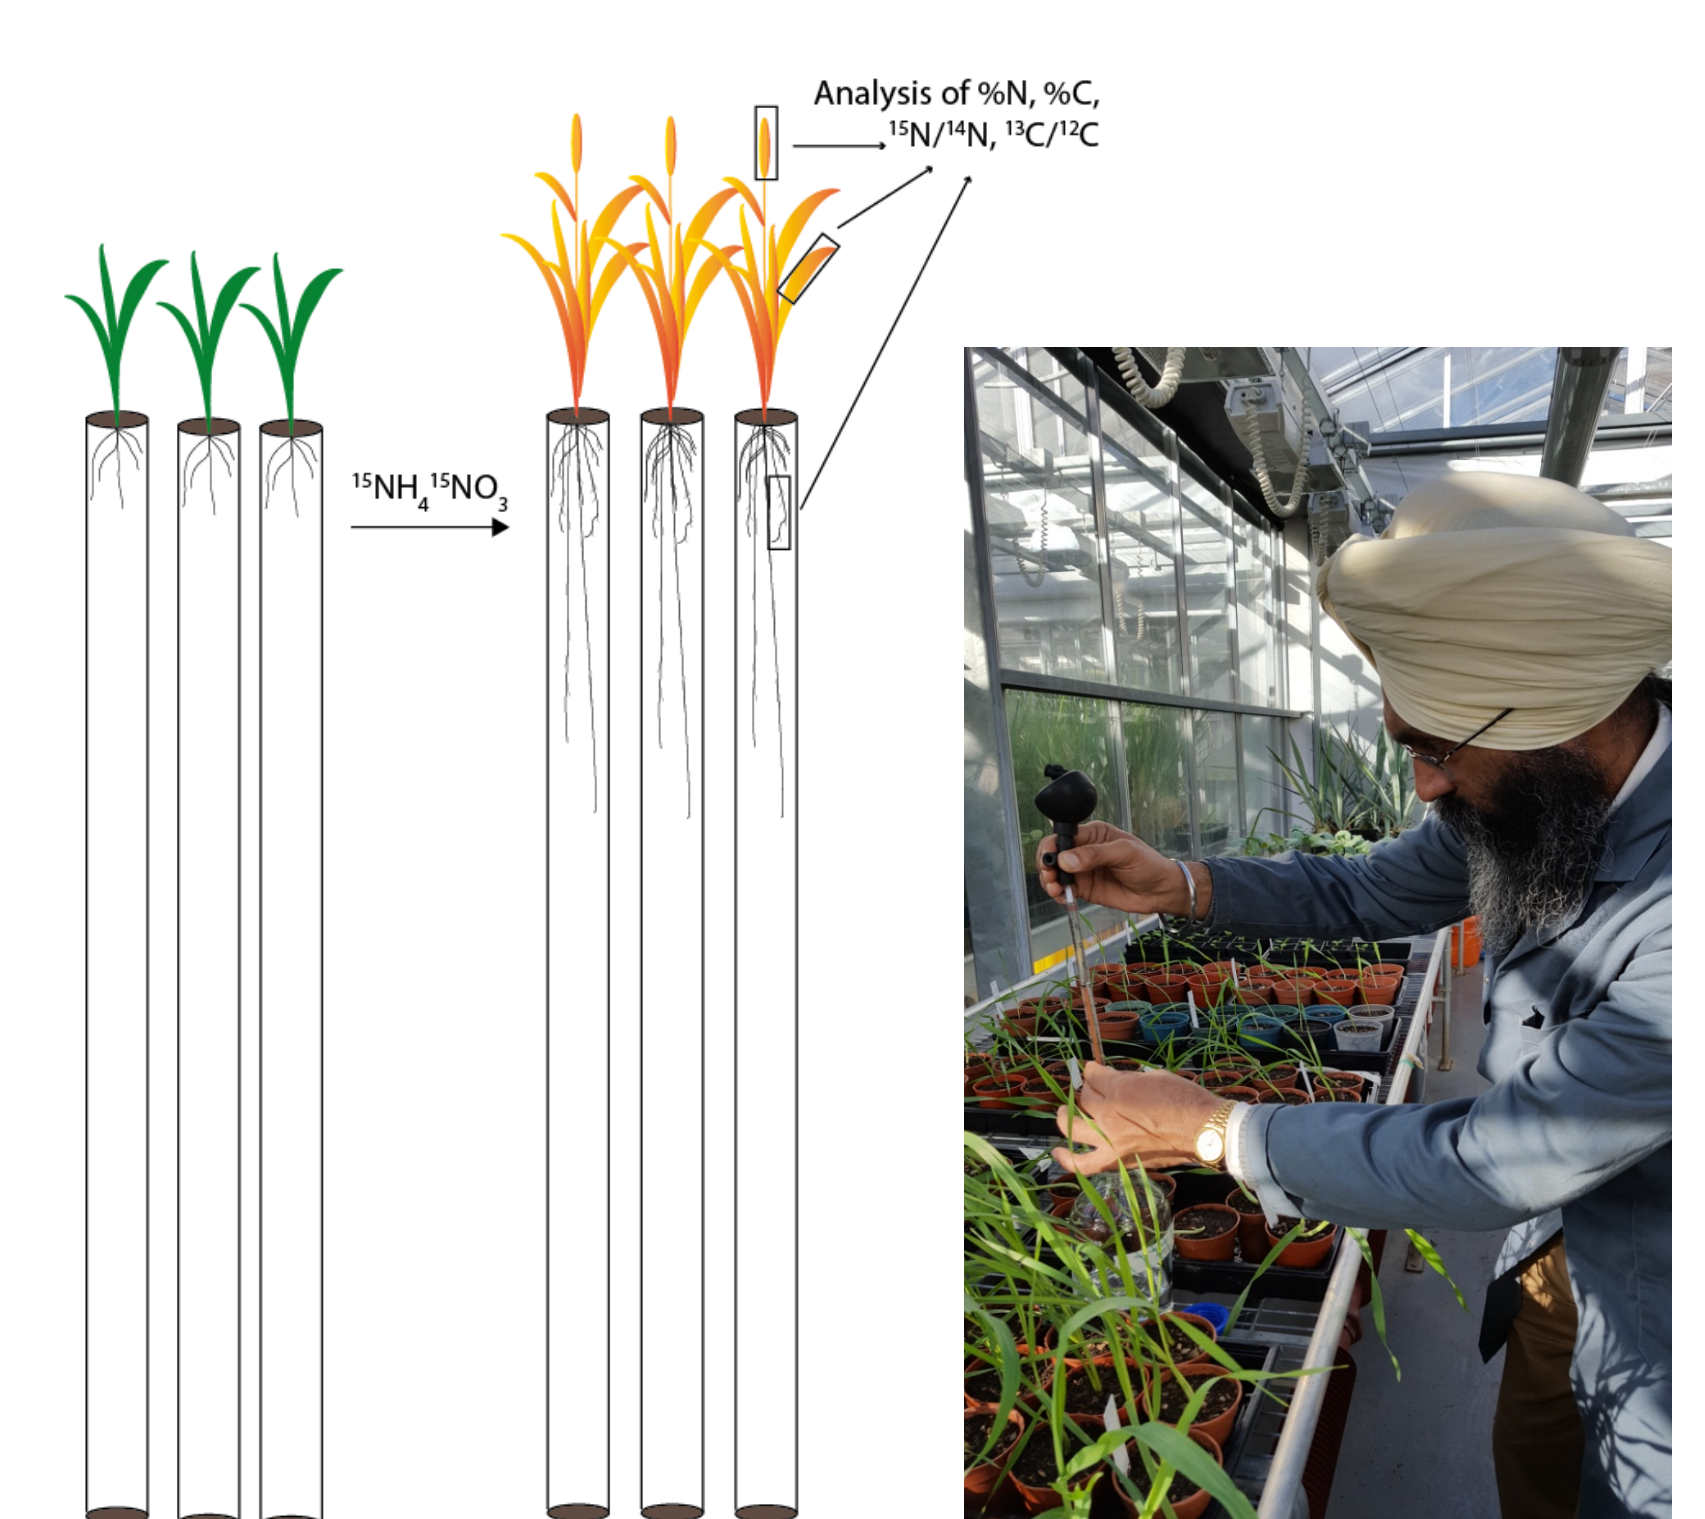 Analysis of %N, %C,
¹⁵N/¹⁴N, ¹³C/¹²C
¹⁵NH₄¹⁵NO₃